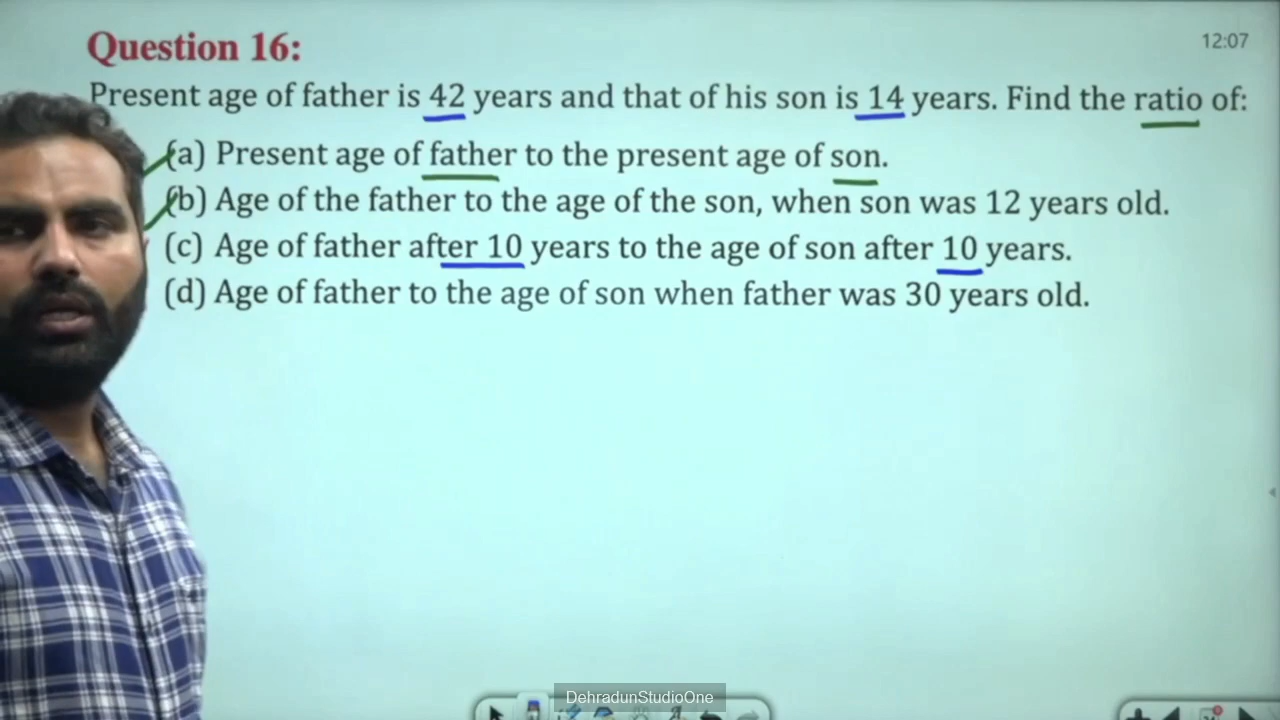 Question 16:
12:07
Present age of father is 42 years and that of his son is 14 years. Find the ratio of:
(a) Present age of father to the present age of son.
(b) Age of the father to the age of the son, when son was 12 years old.
(c) Age of father after 10 years to the age of son after 10 years.
(d) Age of father to the age of son when father was 30 years old.
DehradunStudioOne